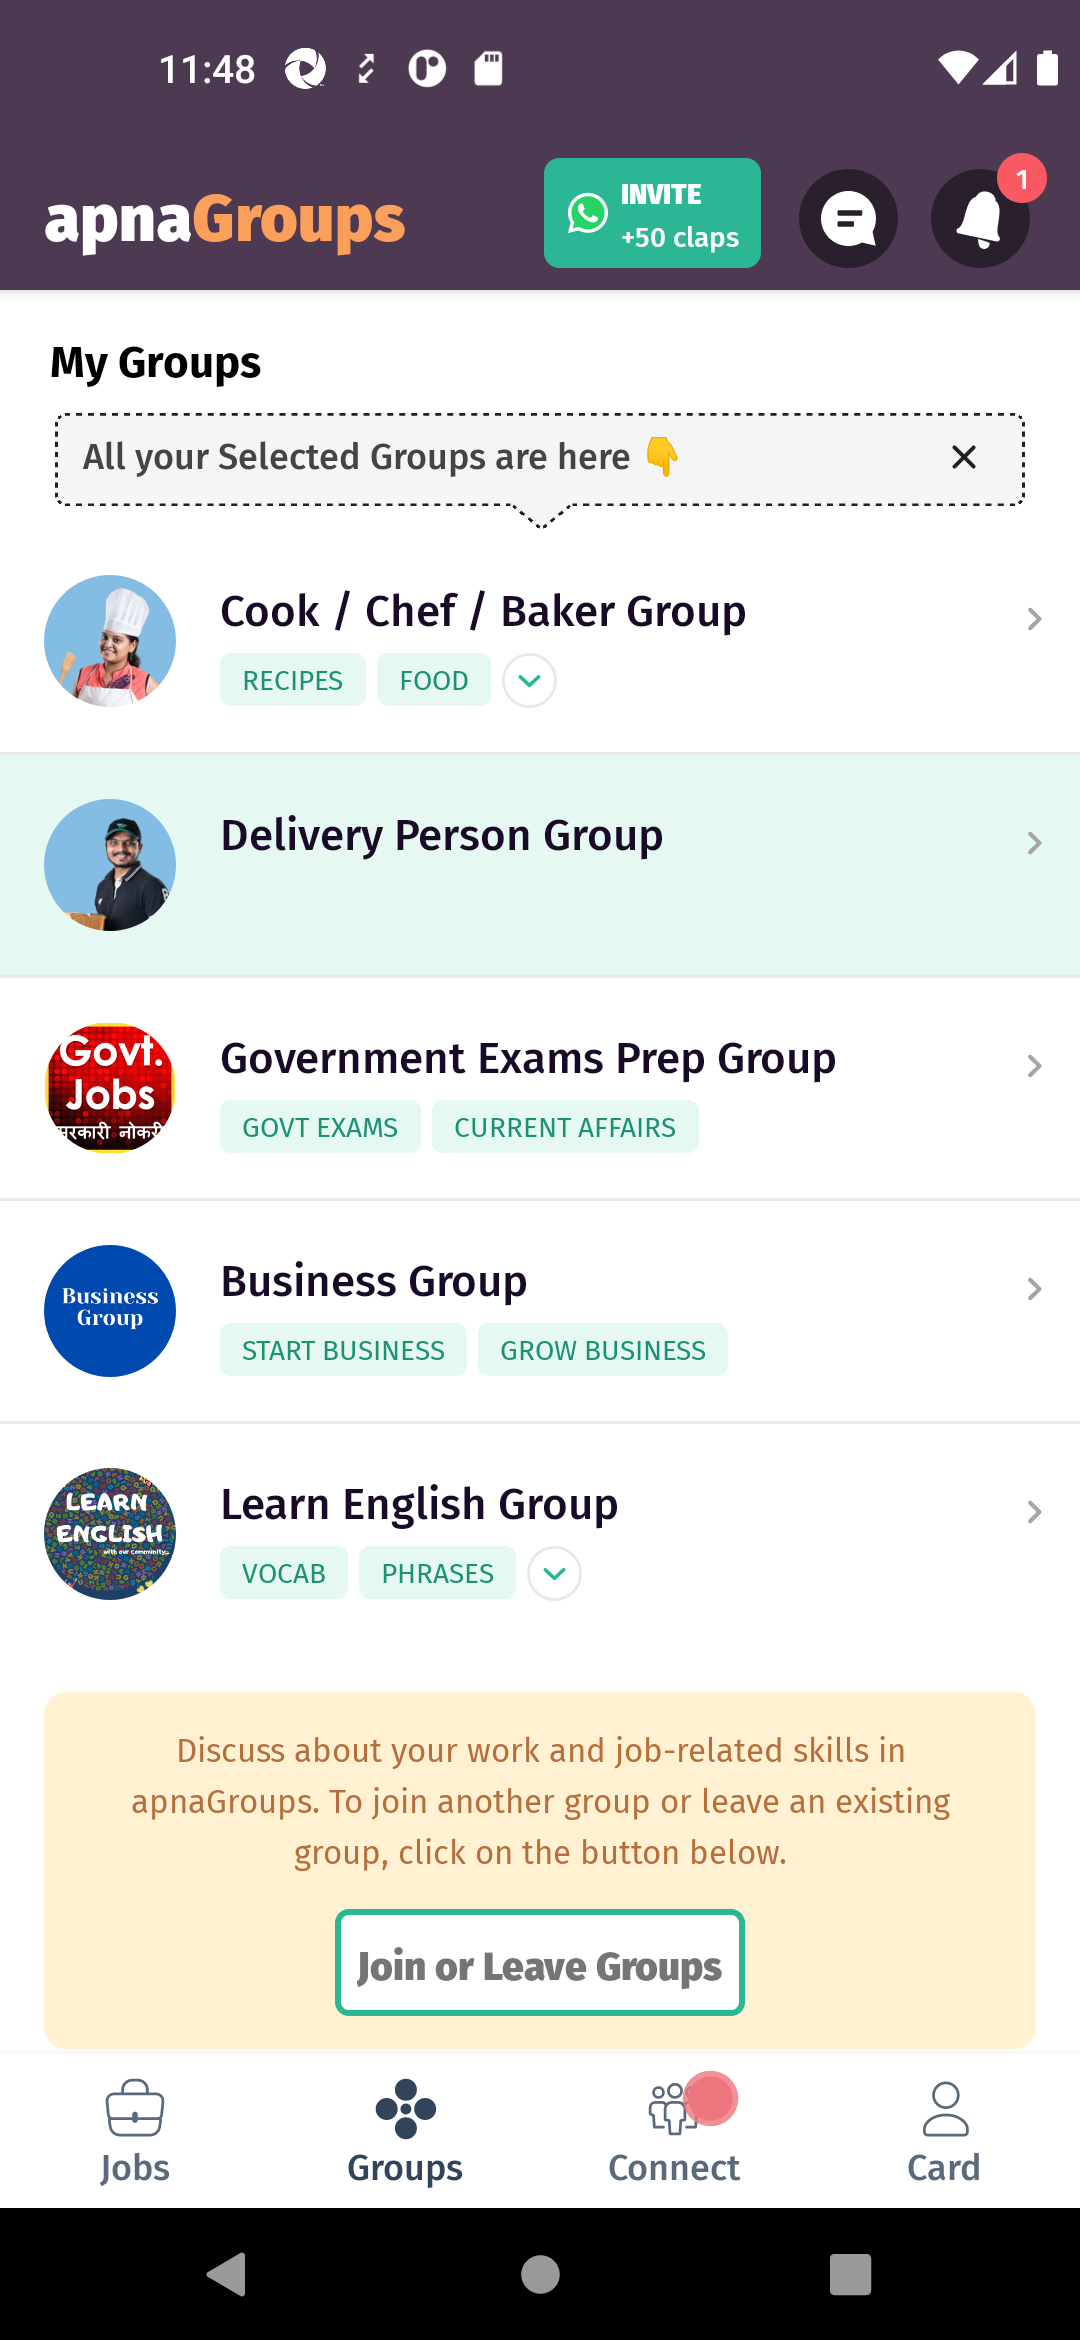 11:48
apnaGroups
INVITE
+50 claps
1
My Groups
All your Selected Groups are here 👇
Cook / Chef / Baker Group
RECIPES FOOD
Delivery Person Group
Govt.
Jobs
सरकारी नोकरी
Government Exams Prep Group
GOVT EXAMS CURRENT AFFAIRS
Business
Group
Business Group
START BUSINESS GROW BUSINESS
LEARN
ENGLISH
with our community...
Learn English Group
VOCAB PHRASES
Discuss about your work and job-related skills in
apnaGroups. To join another group or leave an existing
group, click on the button below.
Join or Leave Groups
Jobs Groups Connect Card